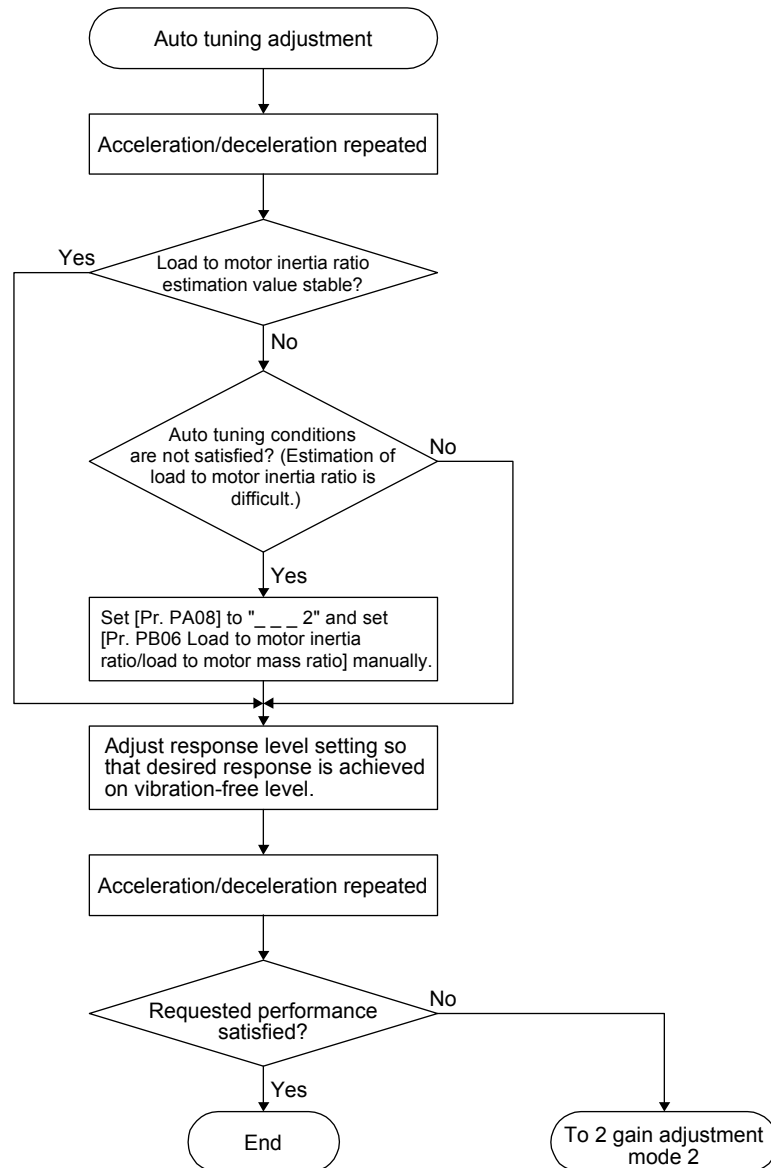 Auto tuning adjustment
Acceleration/deceleration repeated
Yes
Load to motor inertia ratio
estimation value stable?
No
Auto tuning conditions
are not satisfied? (Estimation of
load to motor inertia ratio is
difficult.)
No
Yes
Set [Pr. PA08] to "_ _ _ 2" and set
[Pr. PB06 Load to motor inertia
ratio/load to motor mass ratio] manually.
Adjust response level setting so
that desired response is achieved
on vibration-free level.
Acceleration/deceleration repeated
Requested performance
satisfied?
No
Yes
End
To 2 gain adjustment
mode 2